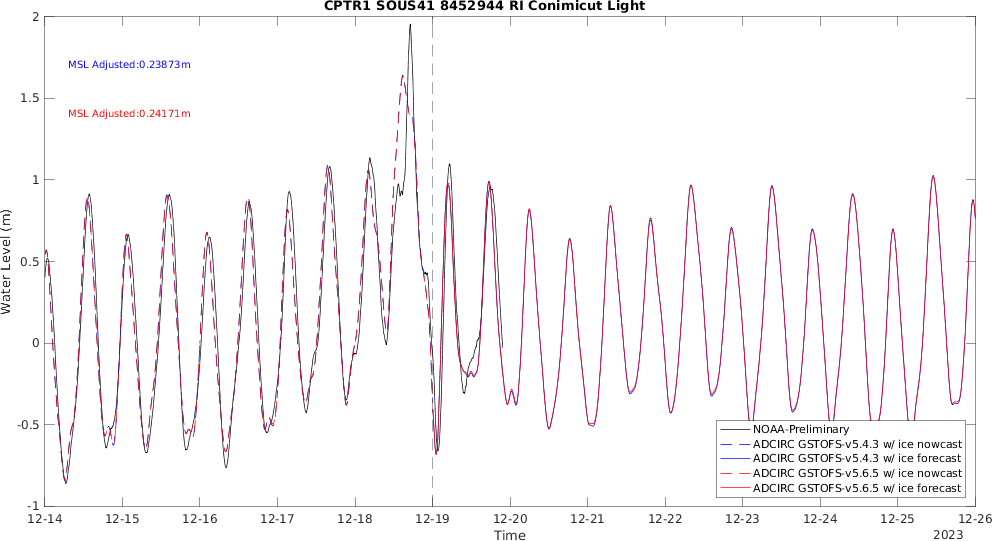 CPTR1 SOUS41 8452944 RI Conimicut Light
MSL Adjusted:0.23873m
MSL Adjusted:0.24171m
Water Level (m)
2
1.5
1
0.5
0
-0.5
-1
NOAA-Preliminary
ADCIRC GSTOFS-v5.4.3 w/ ice nowcast
ADCIRC GSTOFS-v5.4.3 w/ ice forecast
ADCIRC GSTOFS-v5.6.5 w/ ice nowcast
ADCIRC GSTOFS-v5.6.5 w/ ice forecast
12-14 12-15 12-16 12-17 12-18 12-19 12-20 12-21 12-22 12-23 12-24 12-25 12-26
Time
2023